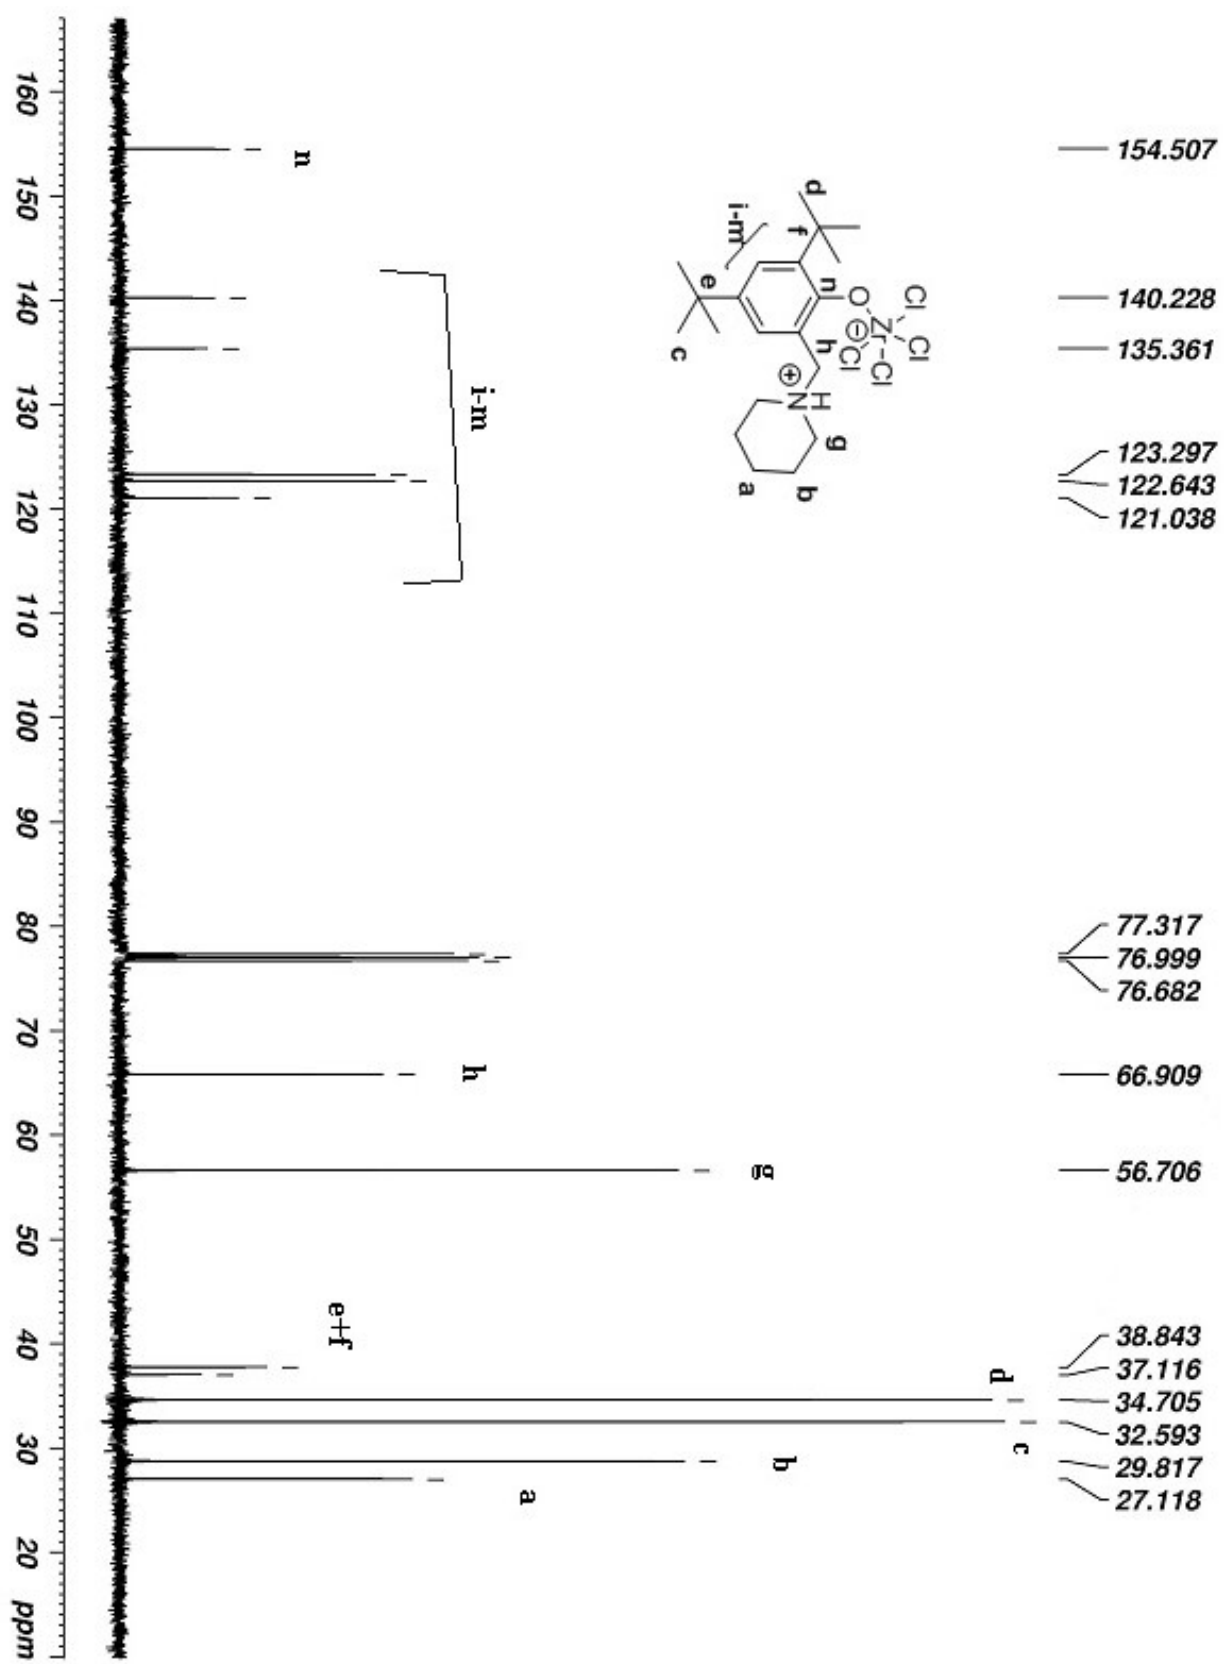 154.507
140.228
135.361
123.297
122.643
121.038
77.317
76.999
76.682
66.909
56.706
38.843
37.116
34.705
32.593
29.817
27.118
d
f
i-m
e
c
n
O
Zr
⊖
Cl
Cl
Cl
Cl
h
⊕
N
H
g
b
a
n
i-m
h
g
e+f
d
c
b
a
160 150 140 130 120 110 100 90 80 70 60 50 40 30 20 ppm